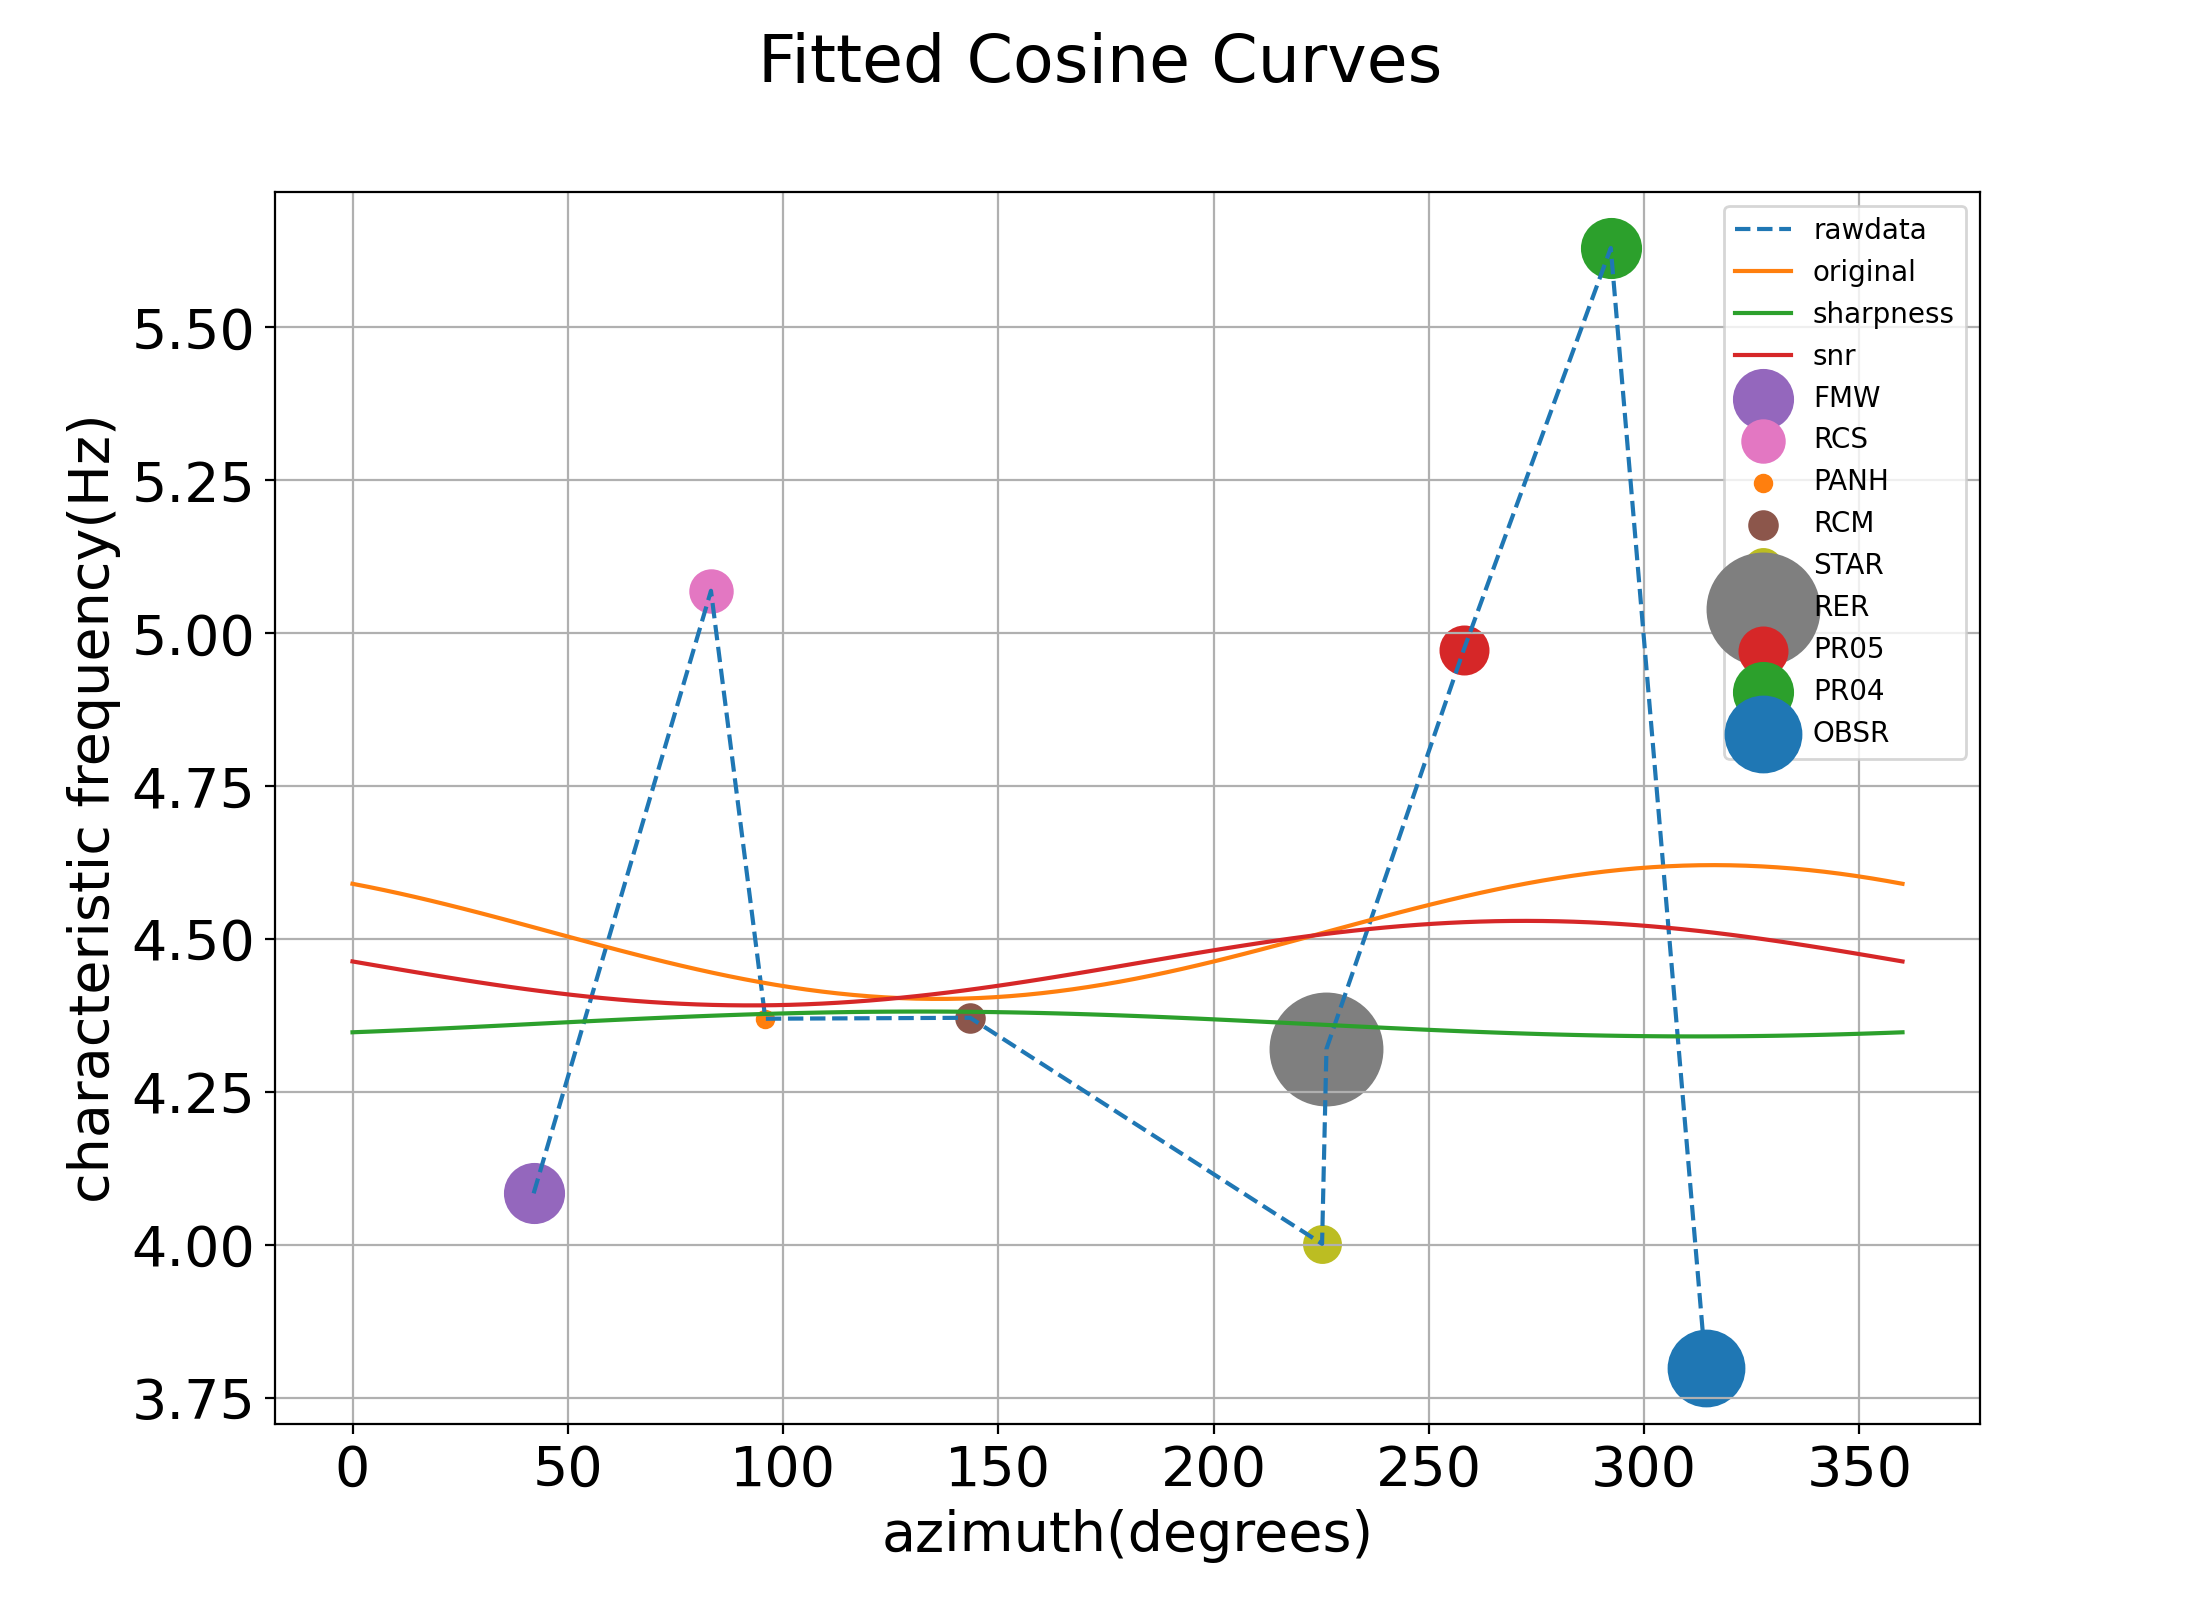 Fitted Cosine Curves
rawdata
original
sharpness
snr
FMW
RCS
PANH
RCM
STAR
RER
PR05
PR04
OBSR
characteristic frequency(Hz)
5.50
5.25
5.00
4.75
4.50
4.25
4.00
3.75
0 50 100 150 200 250 300 350
azimuth(degrees)